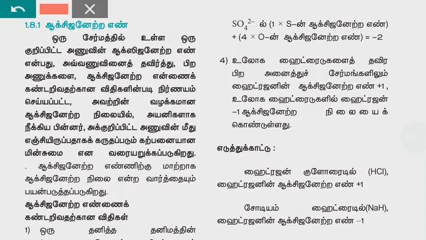 1.8.1 ஆக்சிஜனேற்ற எண்
ஒரு சேர்மத்தில் உள்ள ஒரு
குறிப்பிட்ட அணுவின் ஆக்ஸிஜனேற்ற எண்
என்பது, அவ்வணுவினைத் தவிர்த்து, பிற
பிற அணுக்களை, ஆக்சிஜனேற்ற எண்ணைக்
கண்டறிவதற்கான விதிகளின்படி நிர்ணயம்
செய்யப்பட்ட, அவற்றின் வழக்கமான
ஆக்சிஜனேற்ற நிலையில், அயனிகளாக
நீக்கிய பின்னர், அக்குறிப்பிட்ட அணுவின் மீது
எஞ்சியிருப்பதாகக் கருதப்படும் கற்பனையான
மின்சுமை என வரையறுக்கப்படுகிறது.
. ஆக்சிஜனேற்ற எண்ணிற்கு மாற்றாக
ஆக்சிஜனேற்ற நிலை என்ற வார்த்தையும்
பயன்படுத்தப்படுகிறது.
ஆக்சிஜனேற்ற எண்ணைக்
கண்டறிவதற்கான விதிகள்
1) ஒரு தனித்த தனிமத்தின்
SO₄²⁻ ல் (1 × S–ன் ஆக்சிஜனேற்ற எண்)
+ (4 × O–ன் ஆக்சிஜனேற்ற எண்) = –2
4) உலோக ஹைட்ரைடுகளைத் தவிர
பிற அனைத்துச் சேர்மங்களிலும்
ஹைட்ரஜனின் ஆக்சிஜனேற்ற எண் +1 ,
உலோக ஹைட்ரைடுகளில் ஹைட்ரஜன்
–1 ஆக்சிஜனேற்ற நிலையைக்
கொண்டுள்ளது.
எடுத்துக்காட்டு :
ஹைட்ரஜன் குளோரைடில் (HCl),
ஹைட்ரஜனின் ஆக்சிஜனேற்ற எண் +1
சோடியம் ஹைட்ரைடில்(NaH),
ஹைட்ரஜனின் ஆக்சிஜனேற்ற எண் –1